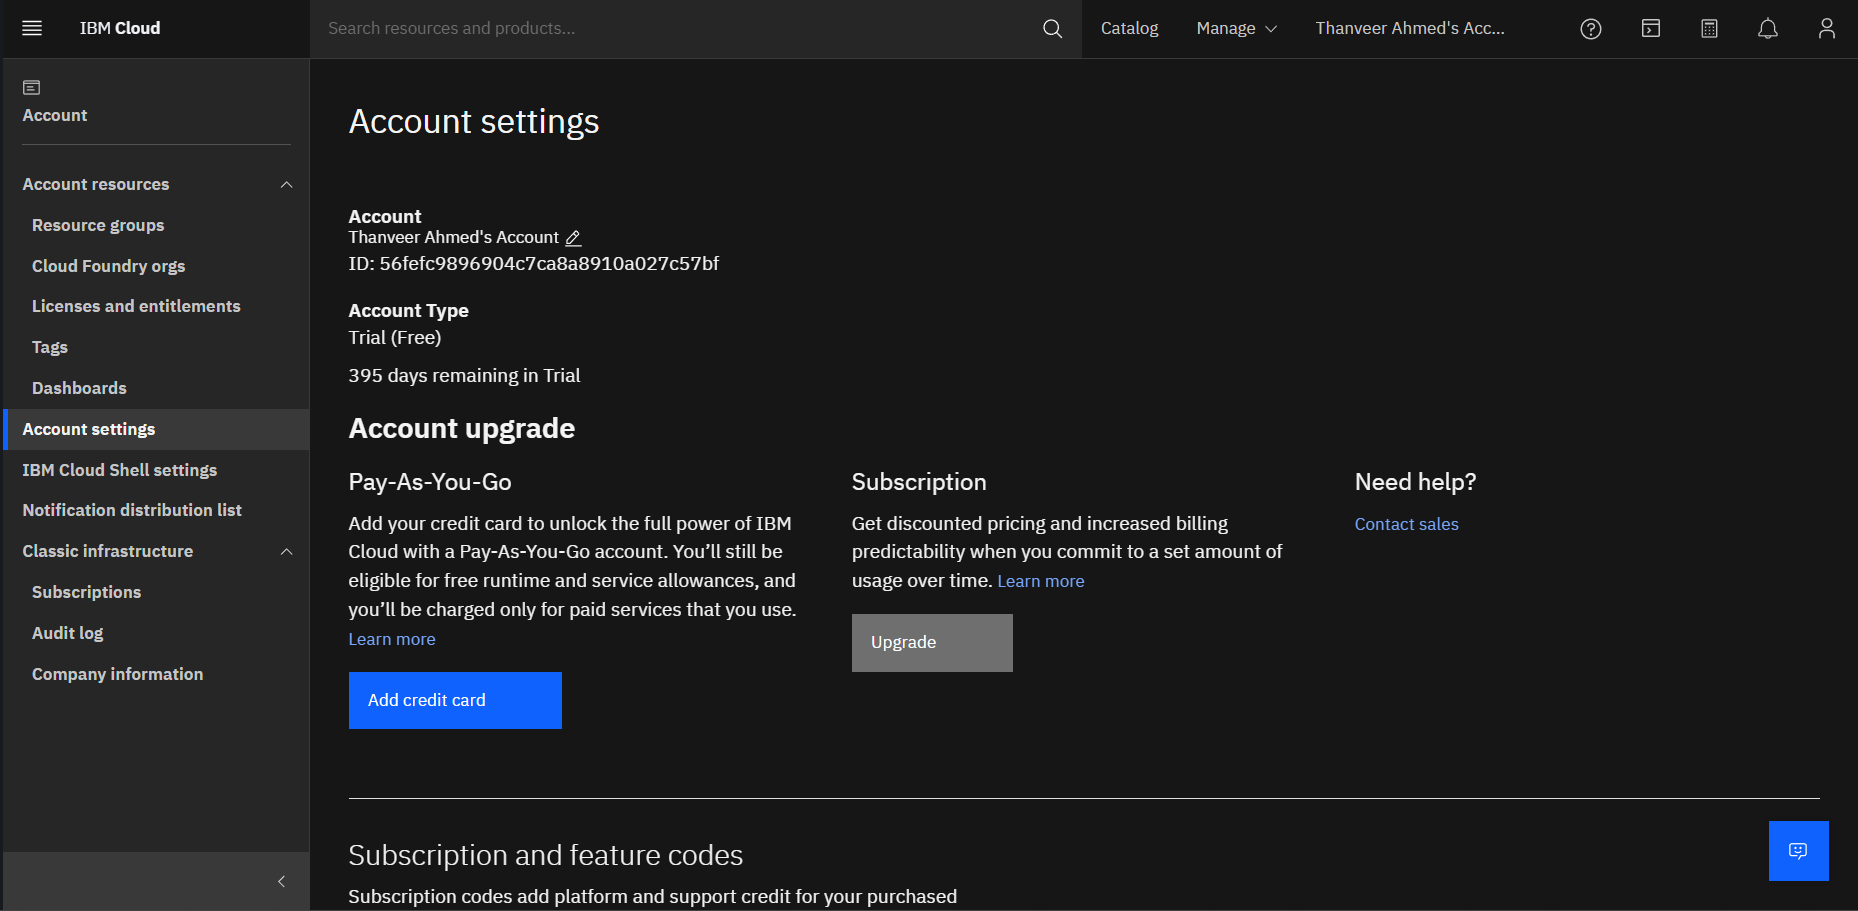 IBM Cloud
Search resources and products...
Catalog
Manage
Thanveer Ahmed's Acc...
Account
Account resources
Resource groups
Cloud Foundry orgs
Licenses and entitlements
Tags
Dashboards
Account settings
IBM Cloud Shell settings
Notification distribution list
Classic infrastructure
Subscriptions
Audit log
Company information
Account settings
Account
Thanveer Ahmed's Account
ID: 56fefc9896904c7ca8a8910a027c57bf
Account Type
Trial (Free)
395 days remaining in Trial
Account upgrade
Pay-As-You-Go
Add your credit card to unlock the full power of IBM
Cloud with a Pay-As-You-Go account. You’ll still be
eligible for free runtime and service allowances, and
you’ll be charged only for paid services that you use.
Learn more
Add credit card
Subscription
Get discounted pricing and increased billing
predictability when you commit to a set amount of
usage over time. Learn more
Upgrade
Need help?
Contact sales
Subscription and feature codes
Subscription codes add platform and support credit for your purchased